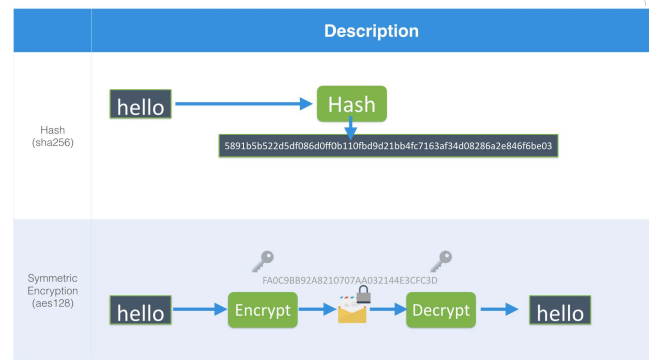 Description
Hash
(sha256)
hello
Hash
5891b5b522d5df086d0ff0b110fbd9d21bb4fc7163af34d08286a2e846f6be03
Symmetric
Encryption
(aes128)
FA0C9BB92A8210707AA032144E3CFC3D
hello
Encrypt
Decrypt
hello